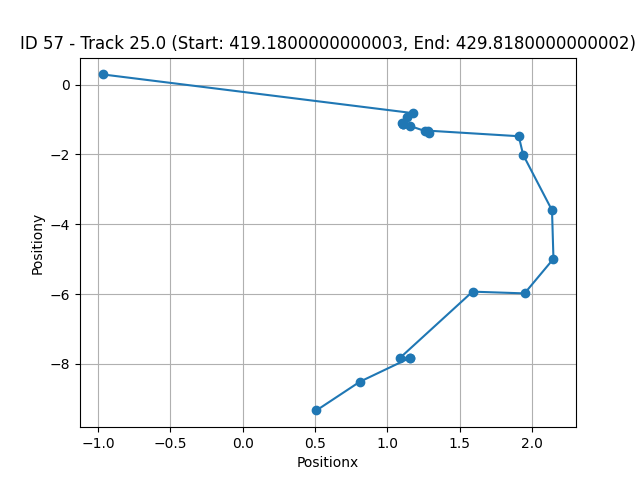 ID 57 - Track 25.0 (Start: 419.1800000000003, End: 429.8180000000002)
0
−2
−4
−6
−8
Positiony
−1.0 −0.5 0.0 0.5 1.0 1.5 2.0
Positionx